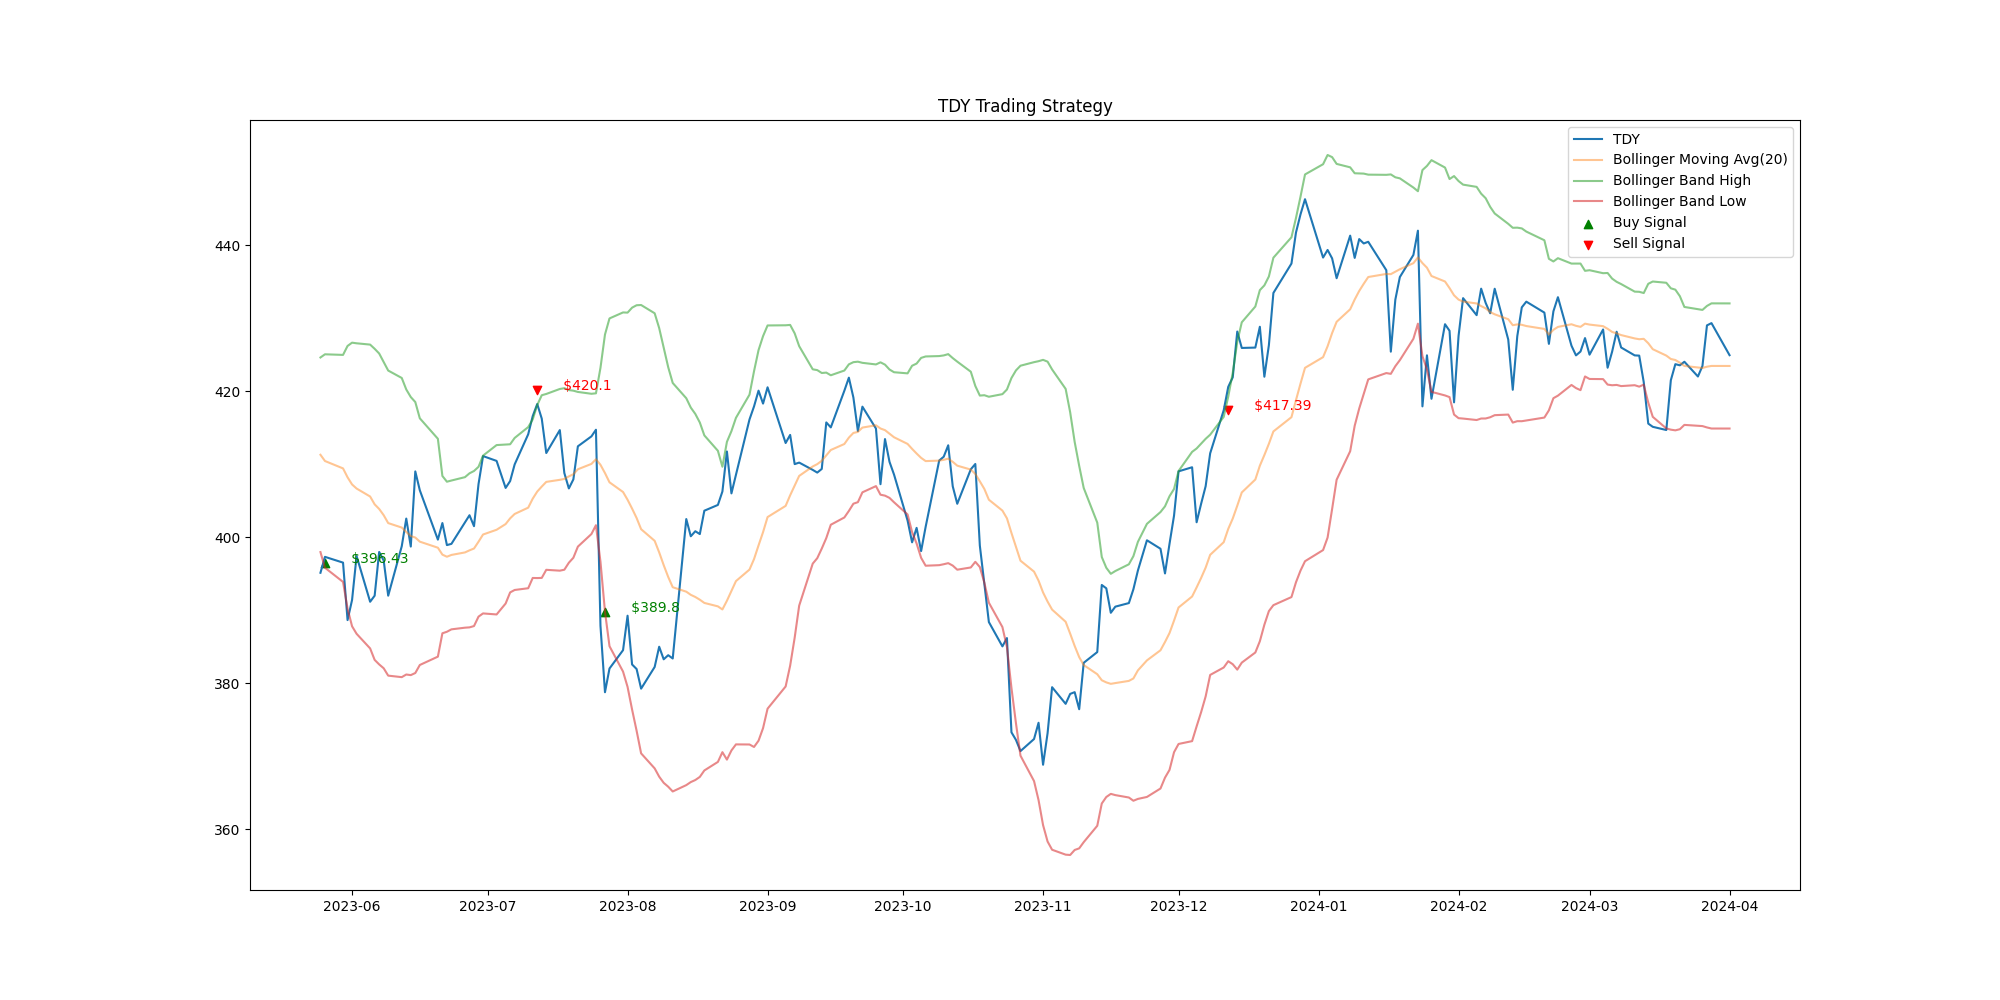 TDY Trading Strategy
TDY
Bollinger Moving Avg(20)
Bollinger Band High
Bollinger Band Low
Buy Signal
Sell Signal
440
420
400
380
360
$420.1
$417.39
$396.43
$389.8
2023-06 2023-07 2023-08 2023-09 2023-10 2023-11 2023-12 2024-01 2024-02 2024-03 2024-04